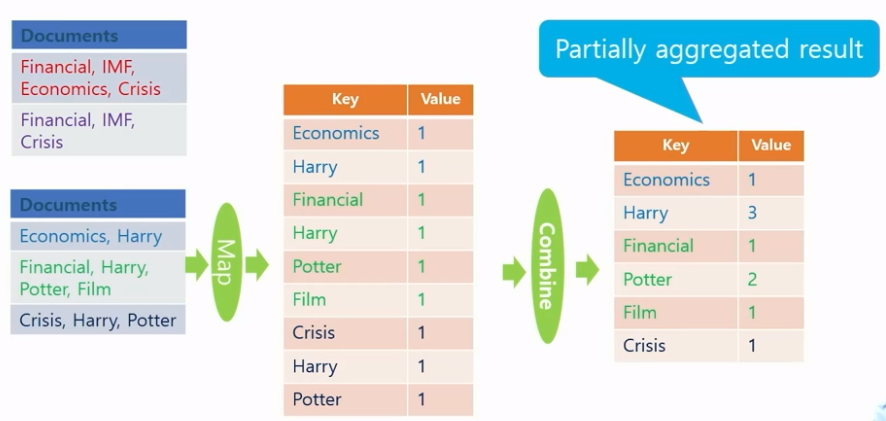 Documents
Financial, IMF,
Economics, Crisis
Financial, IMF,
Crisis
Documents
Economics, Harry
Financial, Harry,
Potter, Film
Crisis, Harry, Potter
Map
Key Value
Economics 1
Harry 1
Financial 1
Harry 1
Potter 1
Film 1
Crisis 1
Harry 1
Potter 1
Combine
Partially aggregated result
Key Value
Economics 1
Harry 3
Financial 1
Potter 2
Film 1
Crisis 1